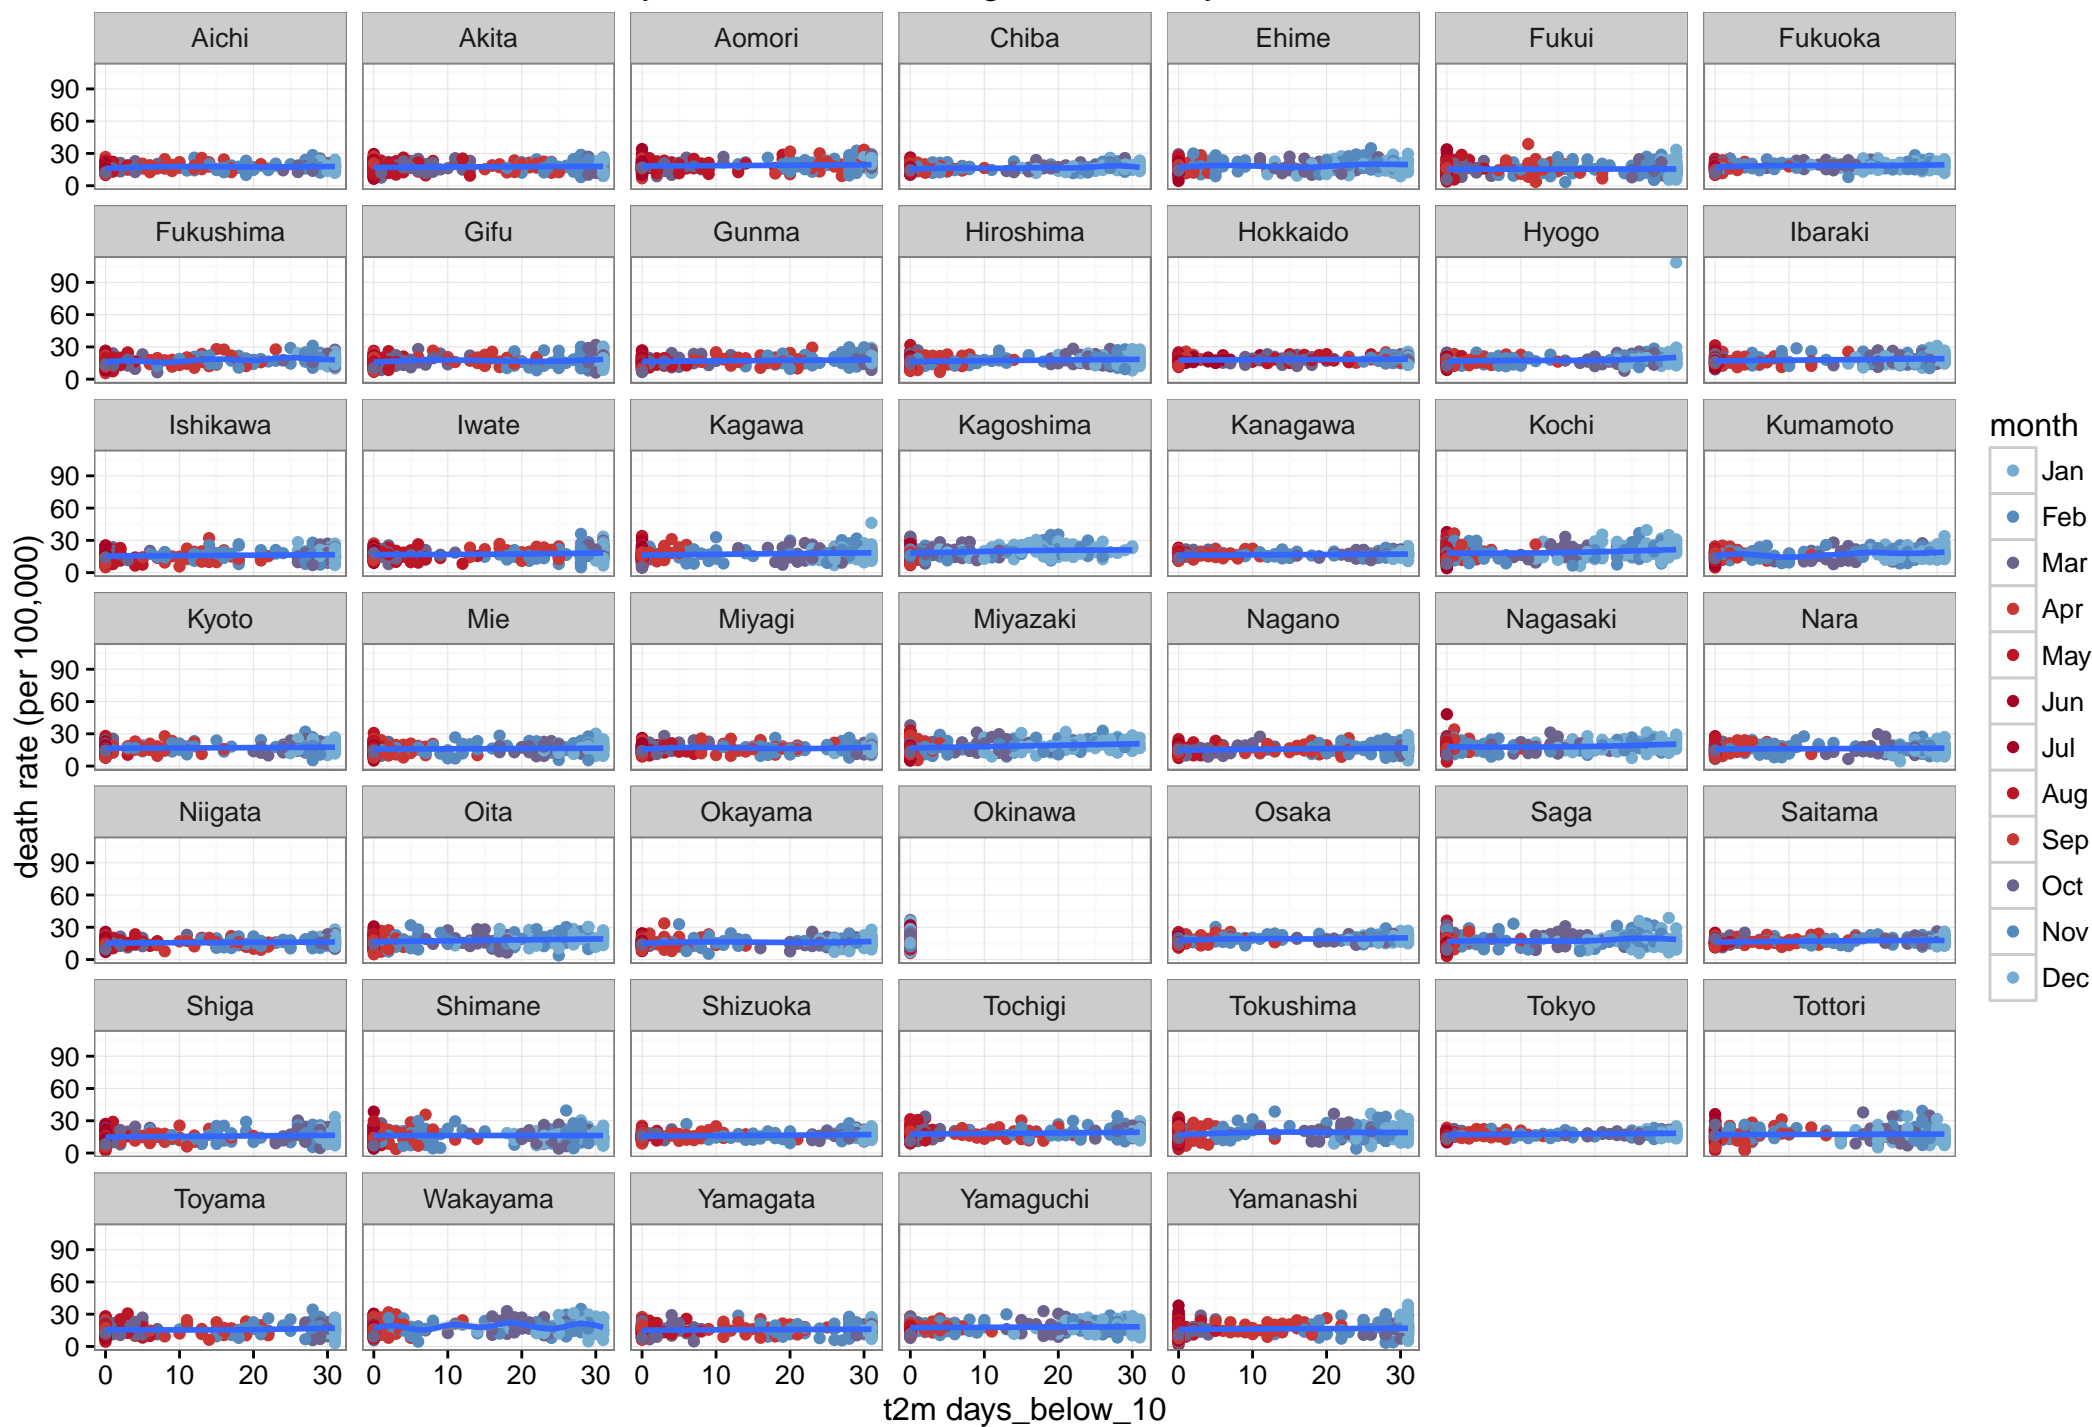 Aichi Akita Aomori Chiba Ehime Fukui Fukuoka
90
60
30
0
Fukushima Gifu Gunma Hiroshima Hokkaido Hyogo Ibaraki
90
60
30
0
Ishikawa Iwate Kagawa Kagoshima Kanagawa Kochi Kumamoto
90
60
30
0
Kyoto Mie Miyagi Miyazaki Nagano Nagasaki Nara
90
60
30
0
Niigata Oita Okayama Okinawa Osaka Saga Saitama
90
60
30
0
Shiga Shimane Shizuoka Tochigi Tokushima Tokyo Tottori
90
60
30
0
Toyama Wakayama Yamagata Yamaguchi Yamanashi
90
60
30
0
0 10 20 30 0 10 20 30 0 10 20 30 0 10 20 30 0 10 20 30
t2m days_below_10
death rate (per 100,000)
month
Jan
Feb
Mar
Apr
May
Jun
Jul
Aug
Sep
Oct
Nov
Dec